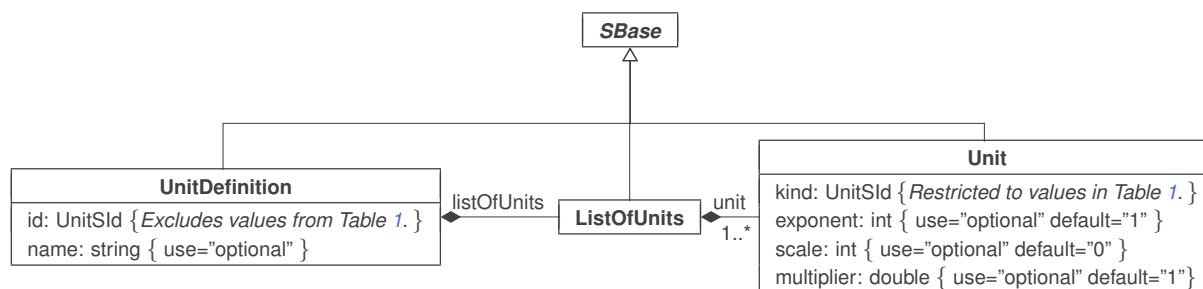 SBase
UnitDefinition
id: UnitSId {Excludes values from Table 1.}
name: string { use="optional" }
listOfUnits
ListOfUnits
unit
1..*
Unit
kind: UnitSId {Restricted to values in Table 1.}
exponent: int { use="optional" default="1" }
scale: int { use="optional" default="0" }
multiplier: double { use="optional" default="1"}